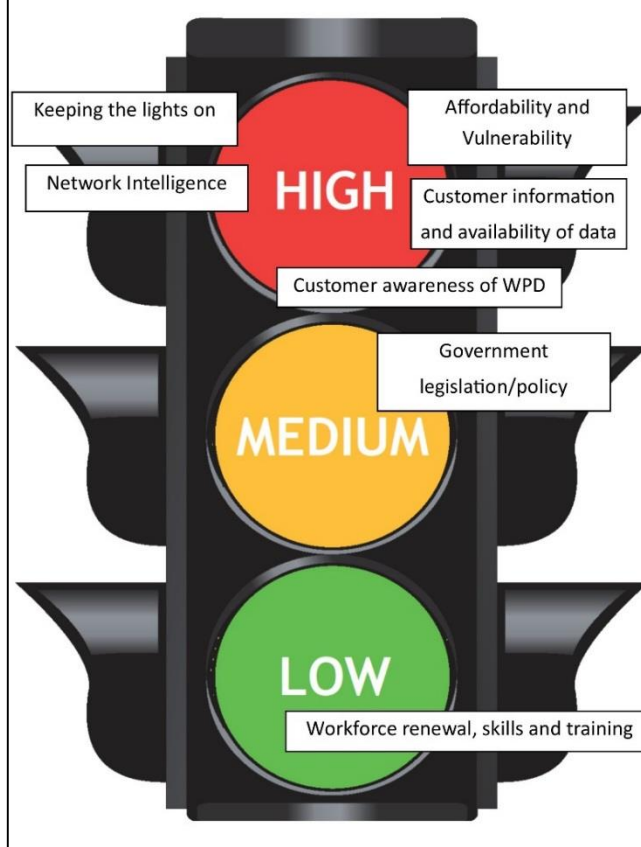 Keeping the lights on
Affordability and
Vulnerability
Network Intelligence
HIGH
Customer information
and availability of data
Customer awareness of WPD
Government
legislation/policy
MEDIUM
LOW
Workforce renewal, skills and training